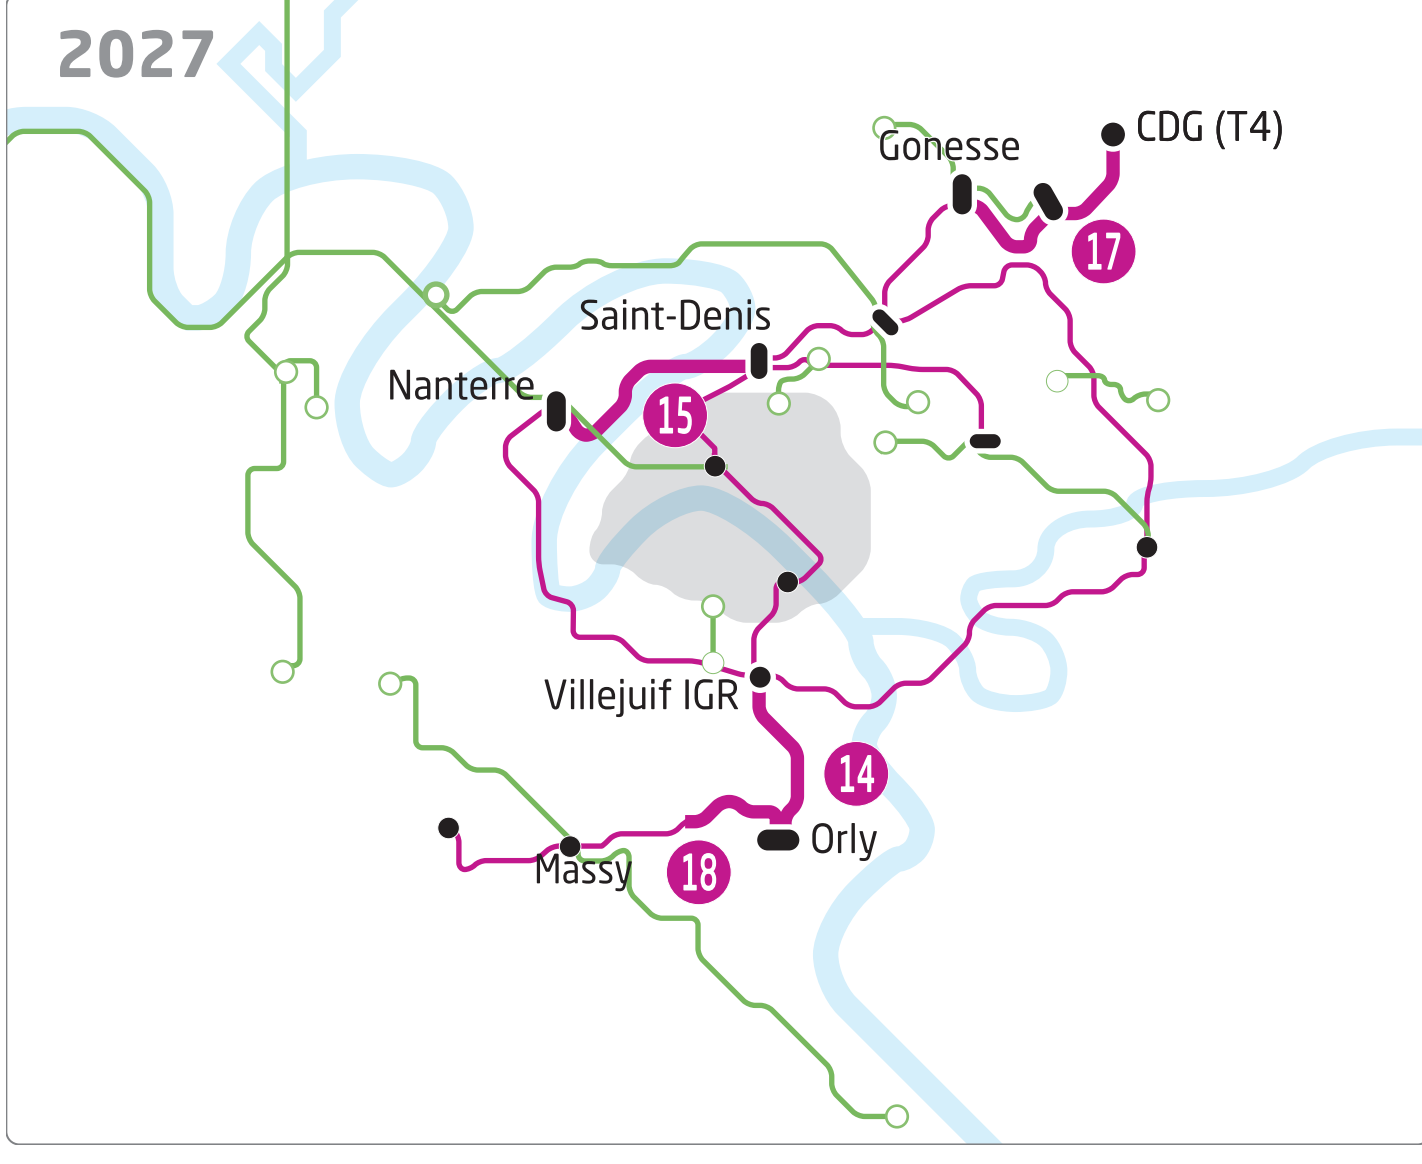 2027
CDG (T4)
Gonesse
17
Saint-Denis
Nanterre
15
Villejuif IGR
14
Orly
Massy
18